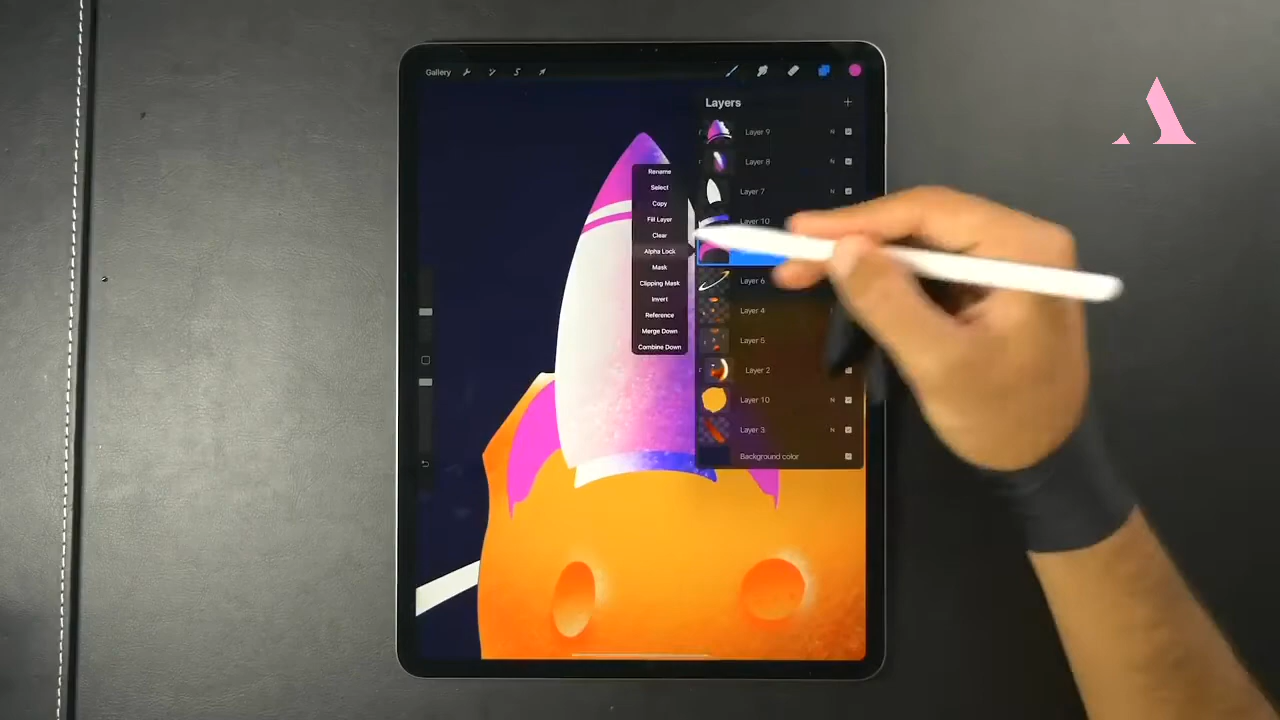 Gallery
Layers
Layer 9
N
Layer 8
N
Layer 7
N
Layer 10
Layer 6
Layer 4
Layer 5
Layer 2
Layer 10
N
Layer 3
N
Background color
Rename
Select
Copy
Fill Layer
Clear
Alpha Lock
Mask
Clipping Mask
Invert
Reference
Merge Down
Combine Down